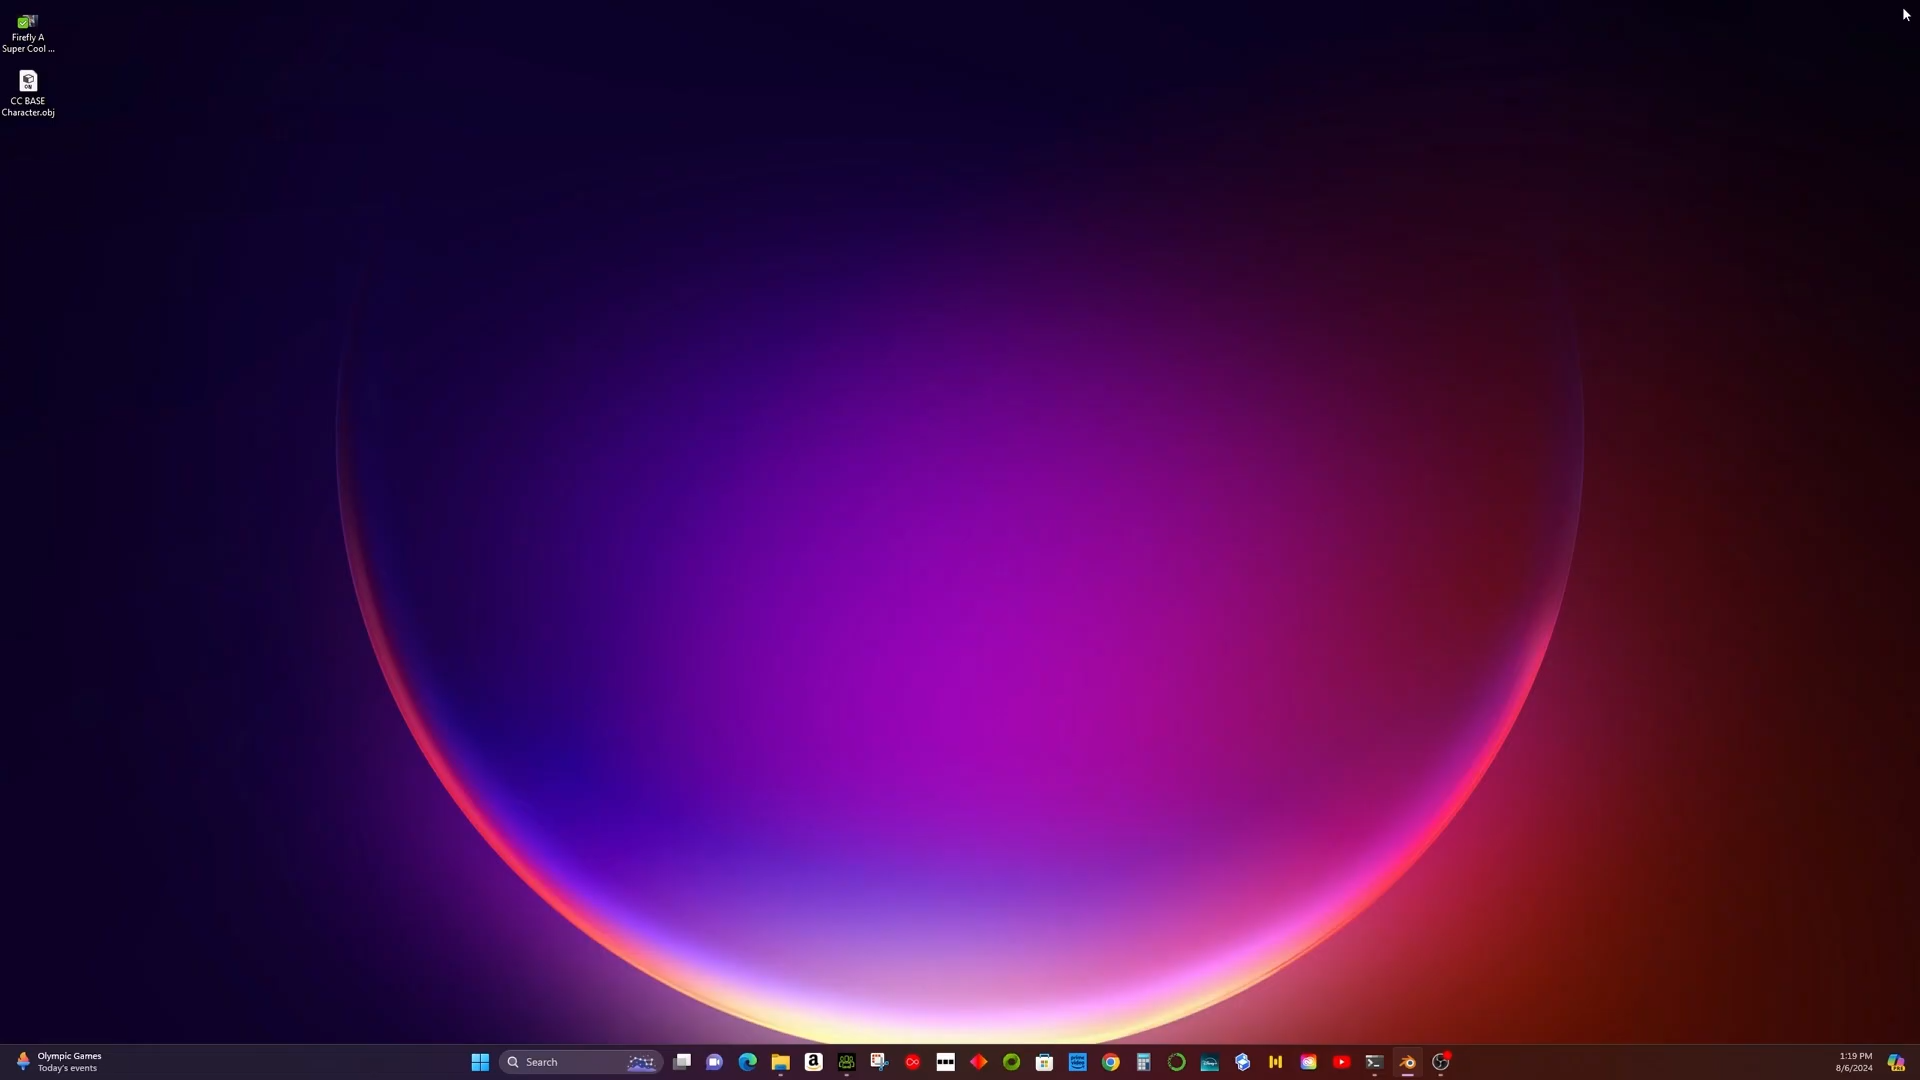 Firefly A
Super Cool ...
CC BASE
Character.obj
Olympic Games
Today's events
Search
1:19 PM
8/6/2024